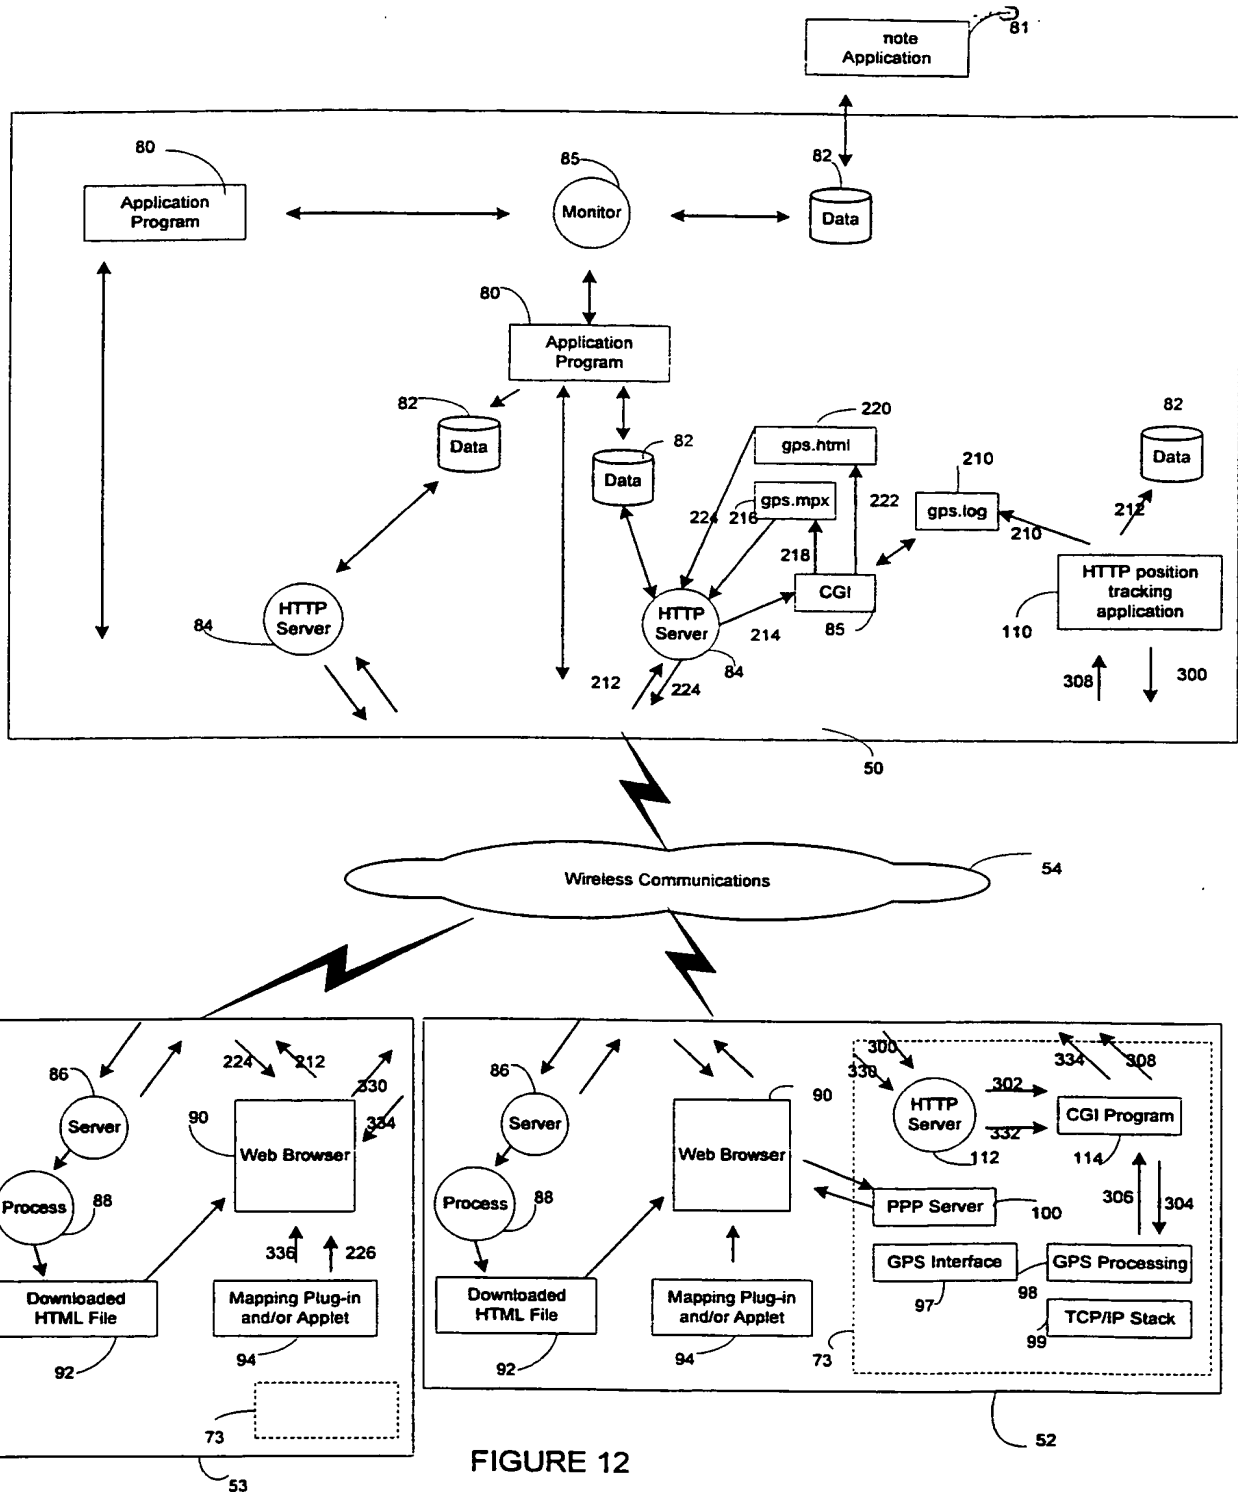 note
Application
81
80
Application
Program
85
Monitor
82
Data
80
Application
Program
82
Data
82
Data
220
gps.html
216
gps.mpx
224
222
218
210
gps.log
210
82
Data
212
HTTP position
tracking
application
110
308
300
HTTP
Server
84
HTTP
Server
84
214
CGI
85
212
224
50
Wireless Communications
54
86
Server
224
212
330
334
90
Web Browser
Process
88
336
226
Downloaded
HTML File
92
Mapping Plug-in
and/or Applet
94
73
53
86
Server
90
Web Browser
Process
88
Downloaded
HTML File
92
Mapping Plug-in
and/or Applet
94
300
330
HTTP
Server
112
302
332
334
308
CGI Program
114
306
304
PPP Server
100
GPS Interface
97
98
GPS Processing
99
TCP/IP Stack
73
52
FIGURE 12